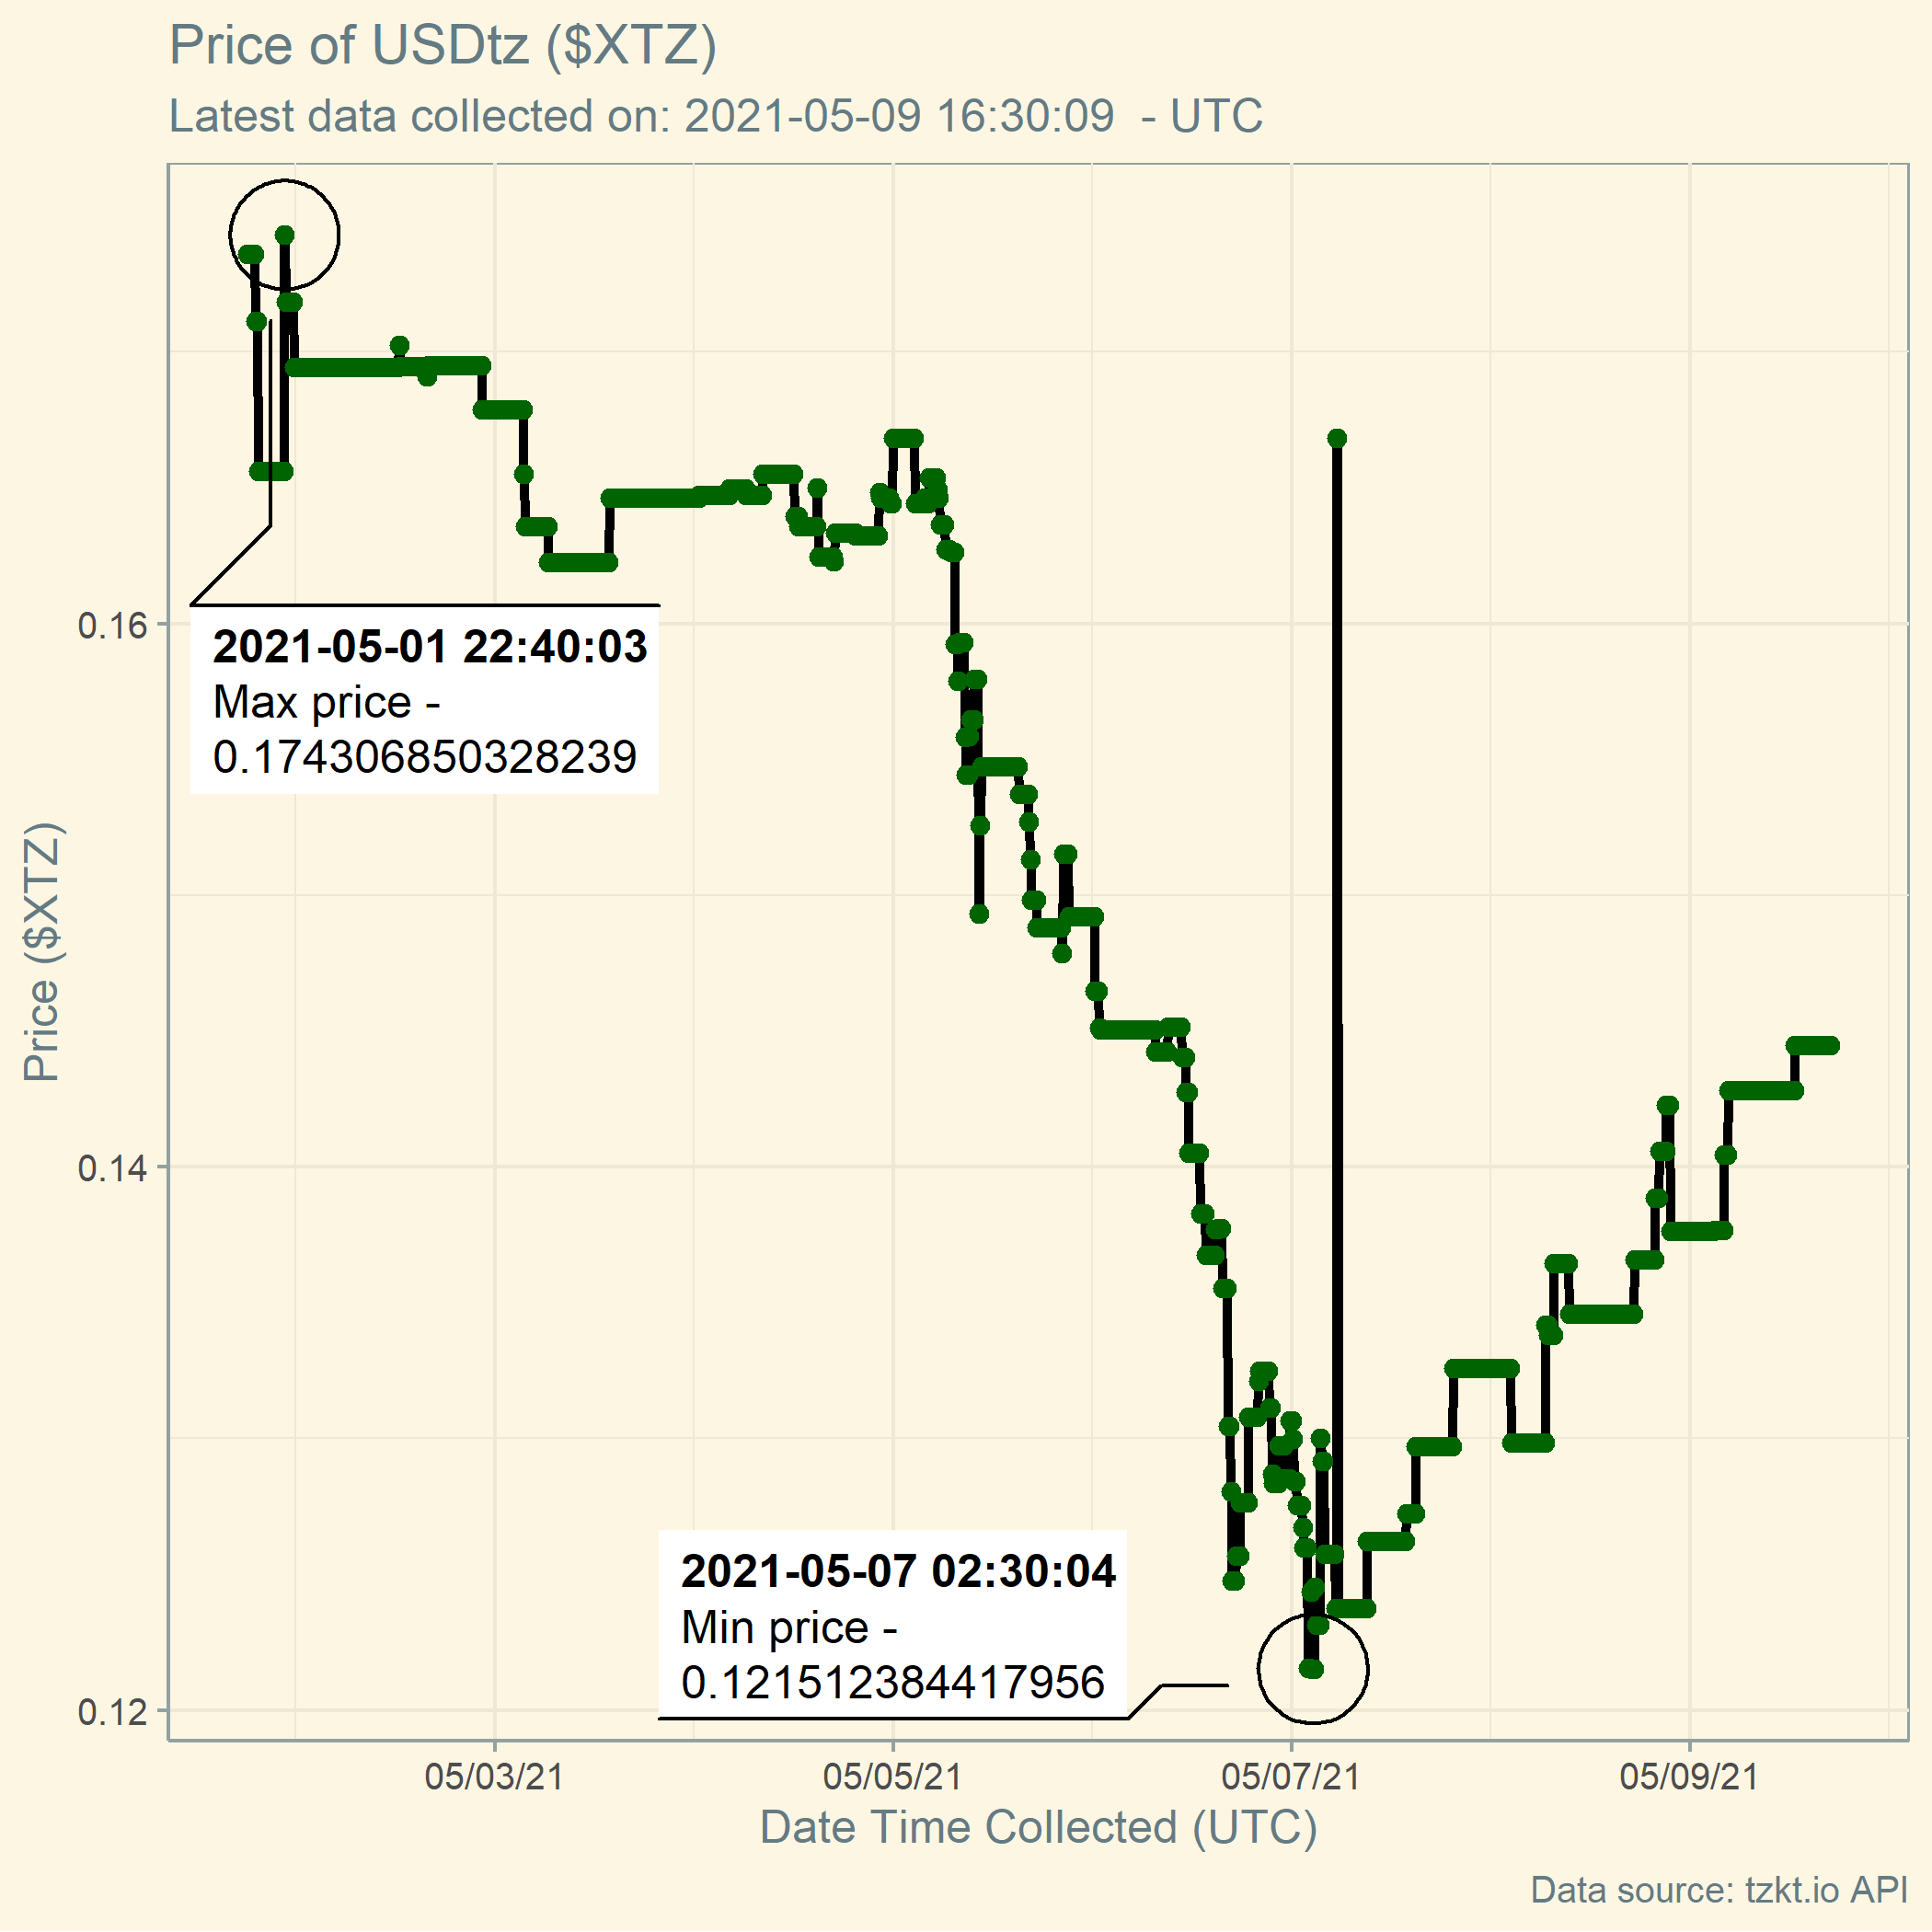 Price of USDtz ($XTZ)
Latest data collected on: 2021-05-09 16:30:09  - UTC
Price ($XTZ)
0.16
0.14
0.12
2021-05-01 22:40:03
Max price -
0.174306850328239
2021-05-07 02:30:04
Min price -
0.121512384417956
05/03/21
05/05/21
05/07/21
05/09/21
Date Time Collected (UTC)
Data source: tzkt.io API